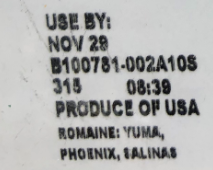 USE BY:
NOV 29
B100781-002A10S
315 08:39
PRODUCE OF USA
ROMAINE: YUMA,
PHOENIX, SALINAS